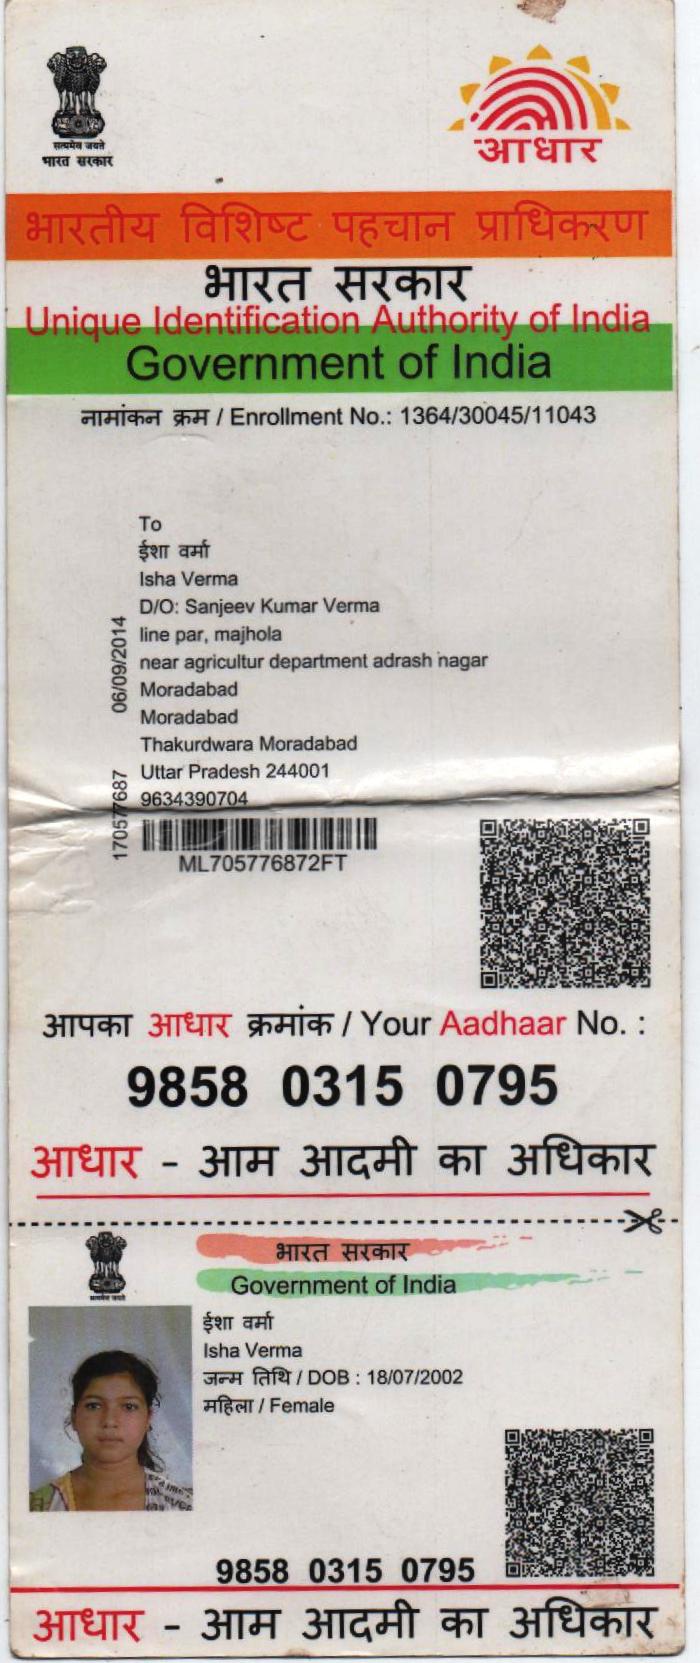 सत्यमेव जयते
भारत सरकार
आधार
भारतीय विशिष्ट पहचान प्राधिकरण
भारत सरकार
Unique Identification Authority of India
Government of India
नामांकन क्रम / Enrollment No.: 1364/30045/11043
To
ईशा वर्मा
Isha Verma
D/O: Sanjeev Kumar Verma
line par, majhola
near agricultur department adrash nagar
Moradabad
Moradabad
Thakurdwara Moradabad
Uttar Pradesh 244001
9634390704
06/09/2014
170577687
ML705776872FT
आपका आधार क्रमांक / Your Aadhaar No. :
9858 0315 0795
आधार - आम आदमी का अधिकार
सत्यमेव जयते
भारत सरकार
Government of India
ईशा वर्मा
Isha Verma
जन्म तिथि / DOB : 18/07/2002
महिला / Female
9858 0315 0795
आधार - आम आदमी का अधिकार